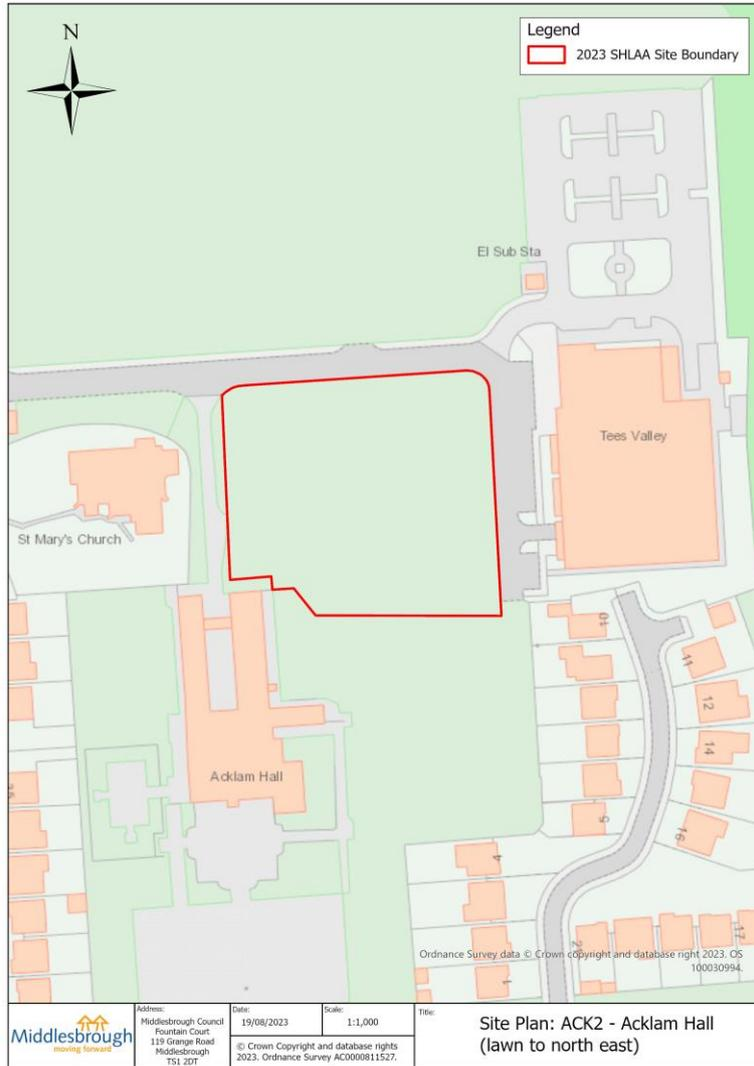 N
Legend
2023 SHLAA Site Boundary
El Sub Sta
Tees Valley
St Mary's Church
10
11
12
14
Acklam Hall
35
5
16
4
1
21
17
Ordnance Survey data © Crown copyright and database right 2023. OS
100030994.
Middlesbrough
moving forward
Address:
Middlesbrough Council
Fountain Court
119 Grange Road
Middlesbrough
TS1 2DT
Date:
19/08/2023
Scale:
1:1,000
© Crown Copyright and database rights
2023. Ordnance Survey AC0000811527.
Title:
Site Plan: ACK2 - Acklam Hall
(lawn to north east)